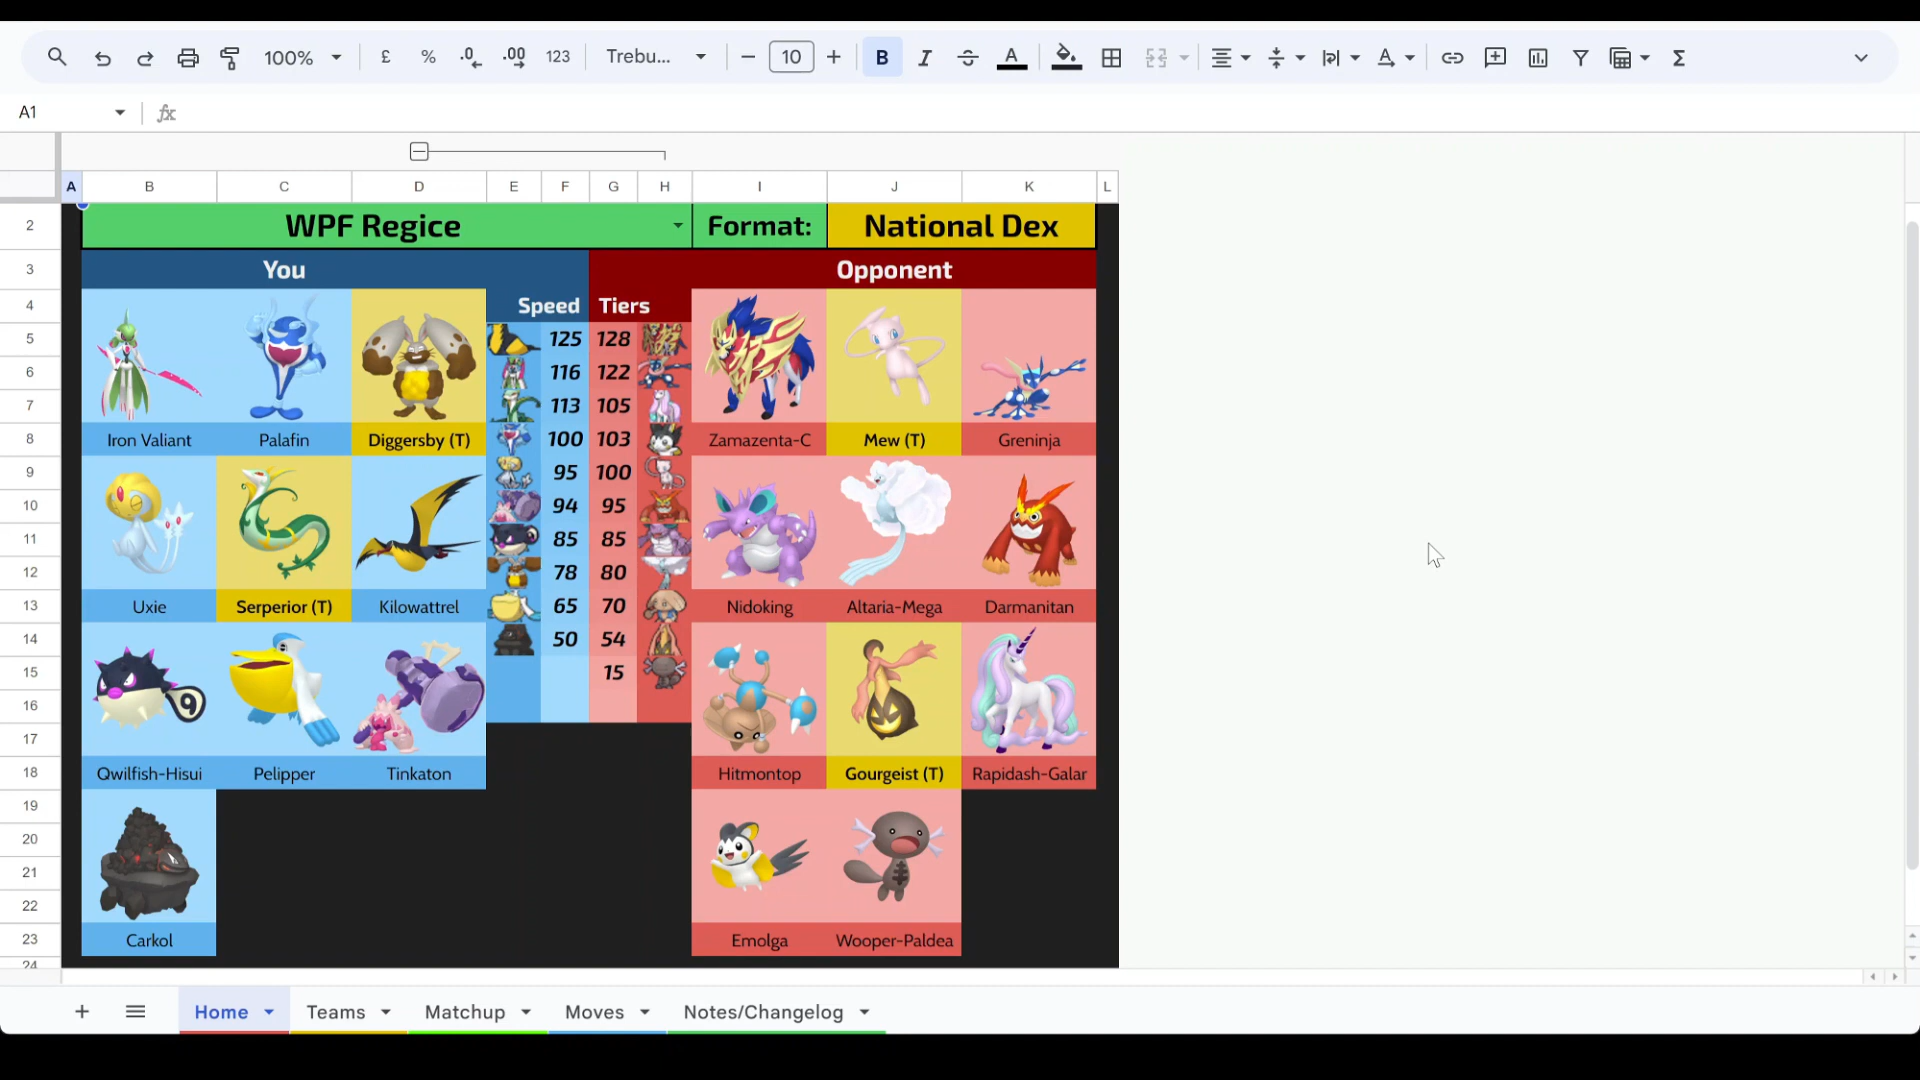 100% £ % .0 .00 123 Trebu... 10 B I A A
A1 fx
A B C D E F G H I J K L
2 WPF Regice Format: National Dex
3 You Opponent
4 Speed Tiers
5 125 128
6 116 122
7 113 105
8 Iron Valiant Palafin Diggersby (T) 100 103 Zamazenta-C Mew (T) Greninja
9 95 100
10 94 95
11 85 85
12 78 80
13 Uxie Serperior (T) Kilowattrel 65 70 Nidoking Altaria-Mega Darmanitan
14 50 54
15 15
16
17
18 Qwilfish-Hisui Pelipper Tinkaton Hitmontop Gourgeist (T) Rapidash-Galar
19
20
21
22
23 Carkol Emolga Wooper-Paldea
24
Home Teams Matchup Moves Notes/Changelog